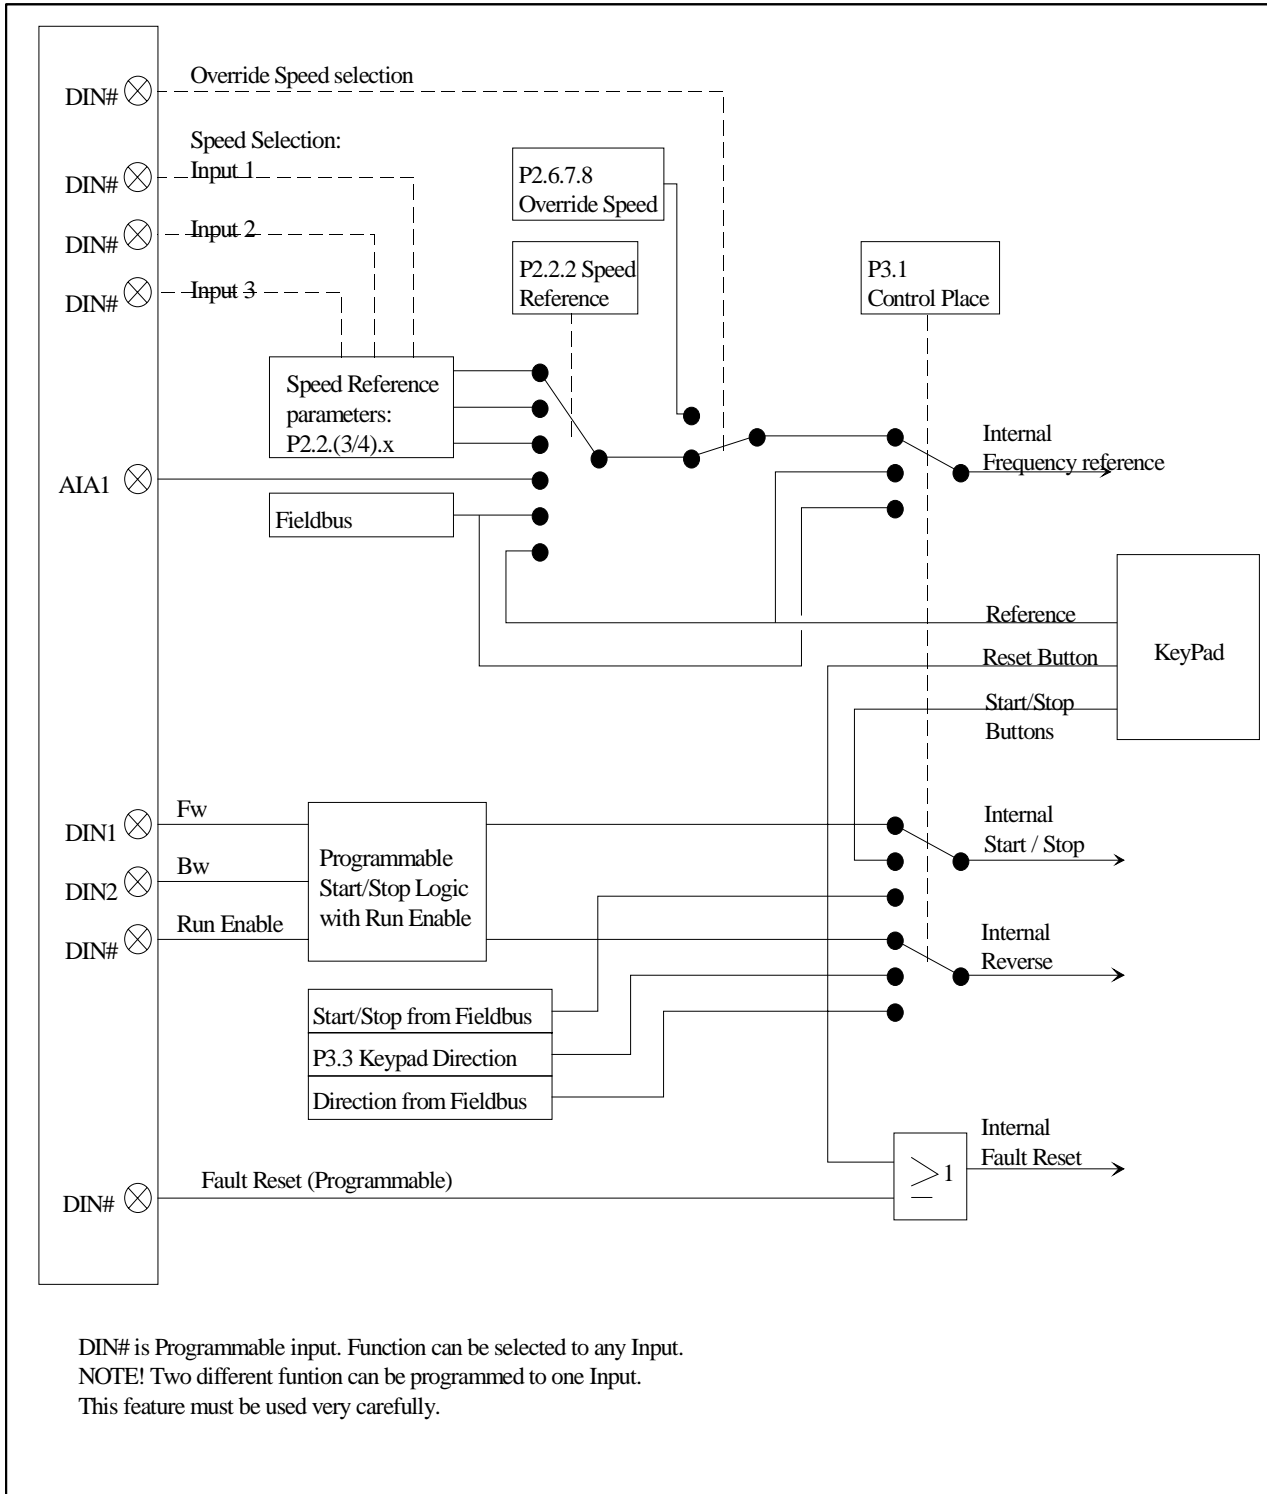 DIN#
Override Speed selection
Speed Selection:
DIN#
Input 1
DIN#
Input 2
DIN#
Input 3
P2.6.7.8
Override Speed
P2.2.2 Speed
Reference
P3.1
Control Place
Speed Reference
parameters:
P2.2.(3/4).x
AIA1
Fieldbus
Internal
Frequency reference
Reference
Reset Button
Start/Stop
Buttons
KeyPad
DIN1
Fw
DIN2
Bw
DIN#
Run Enable
Programmable
Start/Stop Logic
with Run Enable
Internal
Start / Stop
Internal
Reverse
Start/Stop from Fieldbus
P3.3 Keypad Direction
Direction from Fieldbus
DIN#
Fault Reset (Programmable)
≥1
Internal
Fault Reset
DIN# is Programmable input. Function can be selected to any Input.
NOTE! Two different funtion can be programmed to one Input.
This feature must be used very carefully.